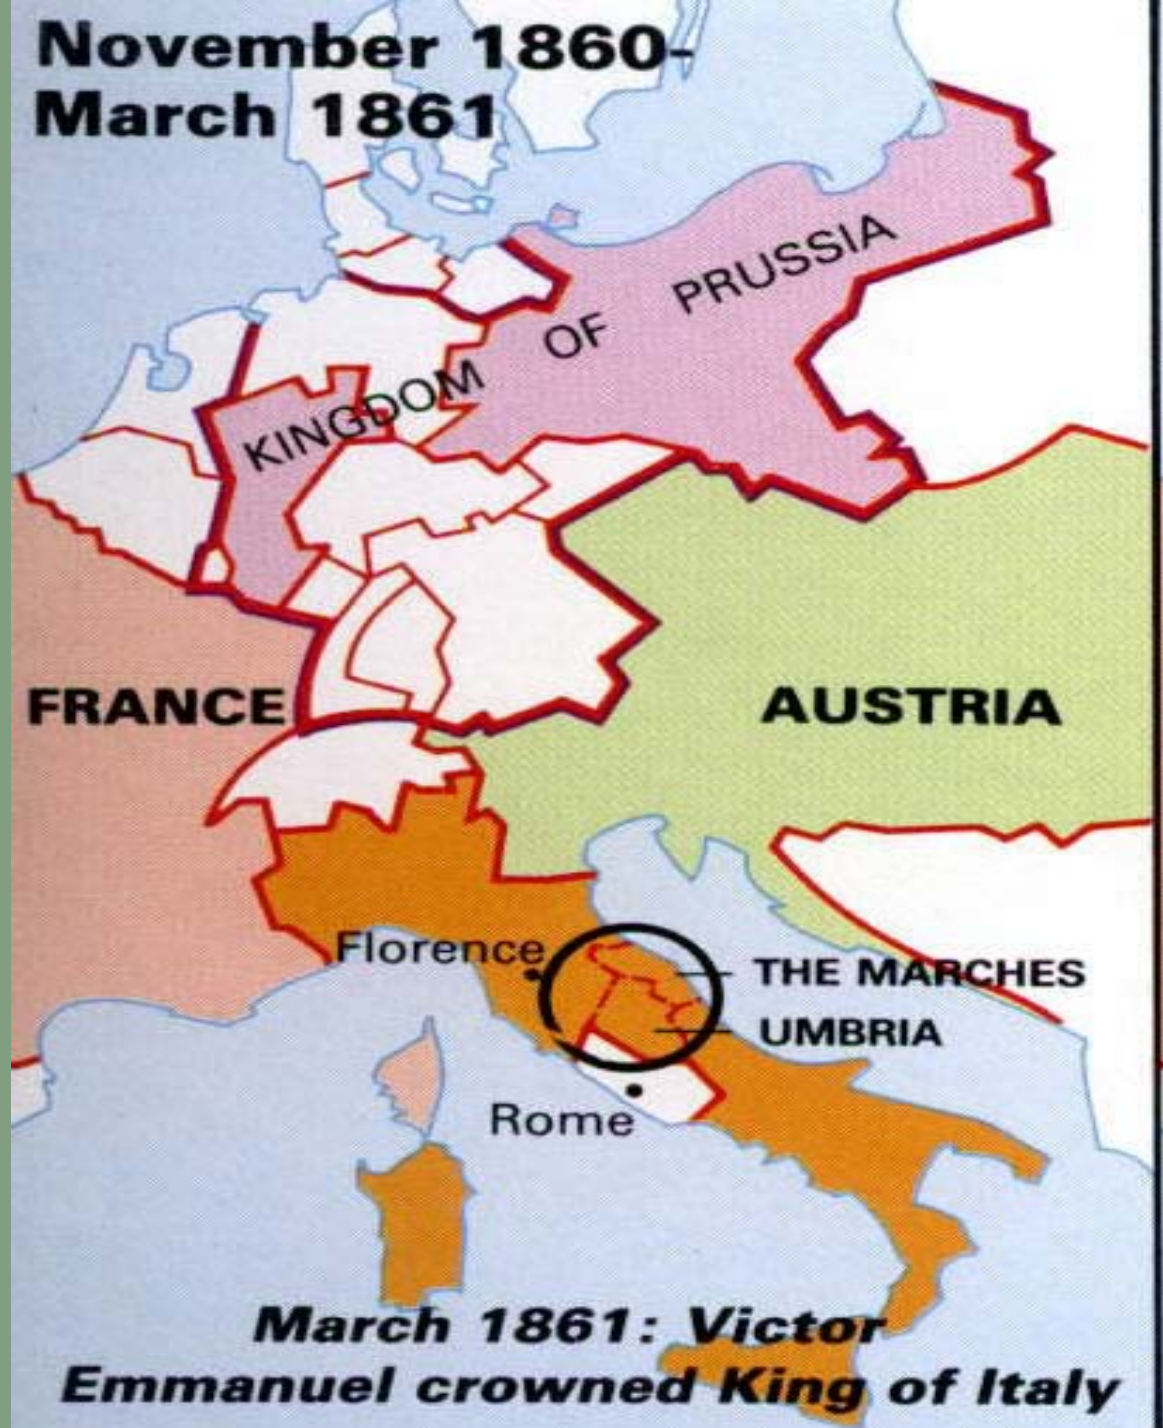 November 1860-
March 1861
KINGDOM OF PRUSSIA
FRANCE
AUSTRIA
Florence
THE MARCHES
UMBRIA
Rome
March 1861: Victor
Emmanuel crowned King of Italy